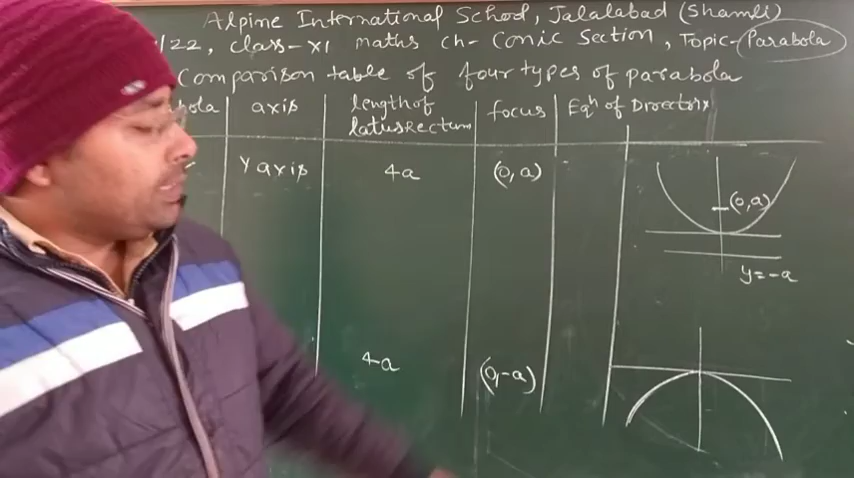 Alpine International School, Jalalabad (Shamli)
/22, class-XI maths ch- Conic Section, Topic-Parabola
Comparison table of four types of parabola
bola axis length of latus Rectum focus Eqn of Directrix
Y axis 4a (0, a)
(0, a)
y=-a
4a (0,-a)